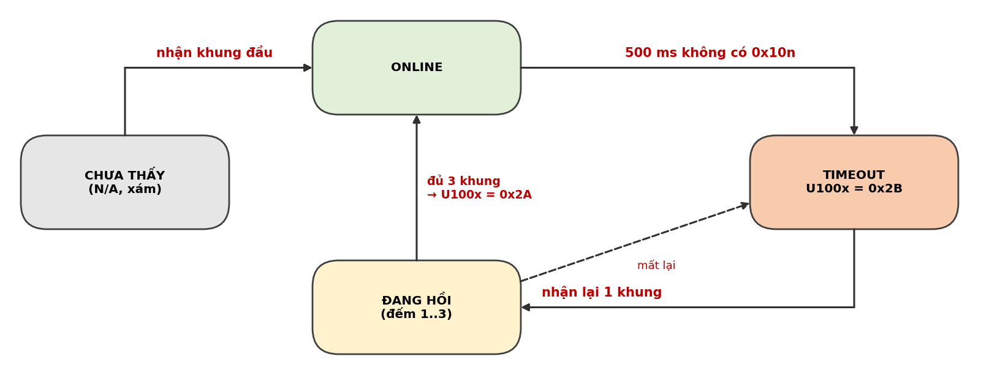 nhận khung đầu
ONLINE
500 ms không có 0x10n
CHƯA THẤY
(N/A, xám)
đủ 3 khung
→ U100x = 0x2A
TIMEOUT
U100x = 0x2B
mất lại
nhận lại 1 khung
ĐANG HỒI
(đếm 1..3)